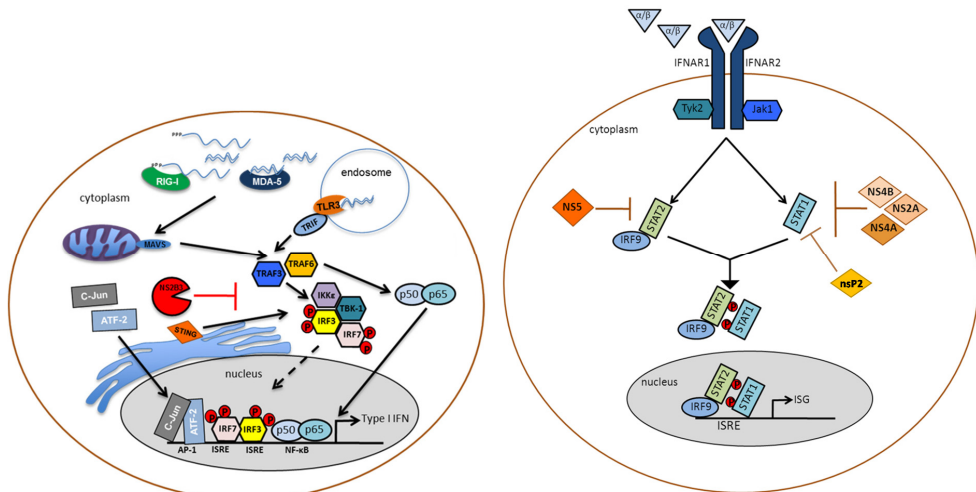 PPP
PPP
RIG-I
MDA-5
endosome
cytoplasm
TLR3
TRIF
MAVS
TRAF3
TRAF6
C-Jun
ATF-2
STING
IKKε
TBK-1
P
IRF3
P
P
IRF7
P
p50
p65
nucleus
C-Jun
ATF-2
P
P
IRF7
P
P
IRF3
p50
p65
Type I IFN
AP-1
ISRE
ISRE
NF-κB
α/β
α/β
α/β
IFNAR1
IFNAR2
Tyk2
Jak1
cytoplasm
NS5
STAT2
IRF9
STAT1
NS4B
NS2A
NS4A
nsP2
STAT2
P
P
STAT1
IRF9
nucleus
STAT2
P
P
STAT1
IRF9
ISG
ISRE